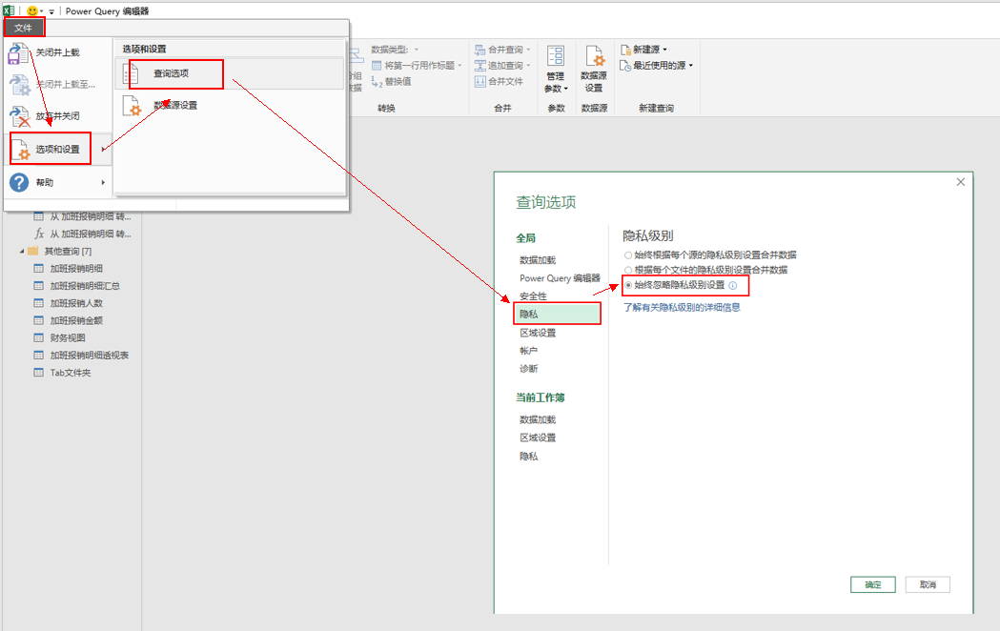 Power Query 编辑器
文件
关闭并上载
关闭并上载至...
放弃并关闭
选项和设置
帮助
选项和设置
查询选项
数据源设置
数据类型:
将第一行用作标题
替换值
转换
合并查询
追加查询
合并文件
合并
管理
参数
参数
数据源
设置
数据源
新建源
最近使用的源
新建查询
从 加班报销明细 转...
fx 从 加班报销明细 转...
其他查询 [7]
加班报销明细
加班报销明细汇总
加班报销人数
加班报销金额
财务视图
加班报销明细透视表
Tab文件夹
查询选项
全局
数据加载
Power Query 编辑器
安全性
隐私
区域设置
帐户
诊断
当前工作簿
数据加载
区域设置
隐私
隐私级别
始终根据每个源的隐私级别设置合并数据
根据每个文件的隐私级别设置合并数据
始终忽略隐私级别设置
了解有关隐私级别的详细信息
确定
取消